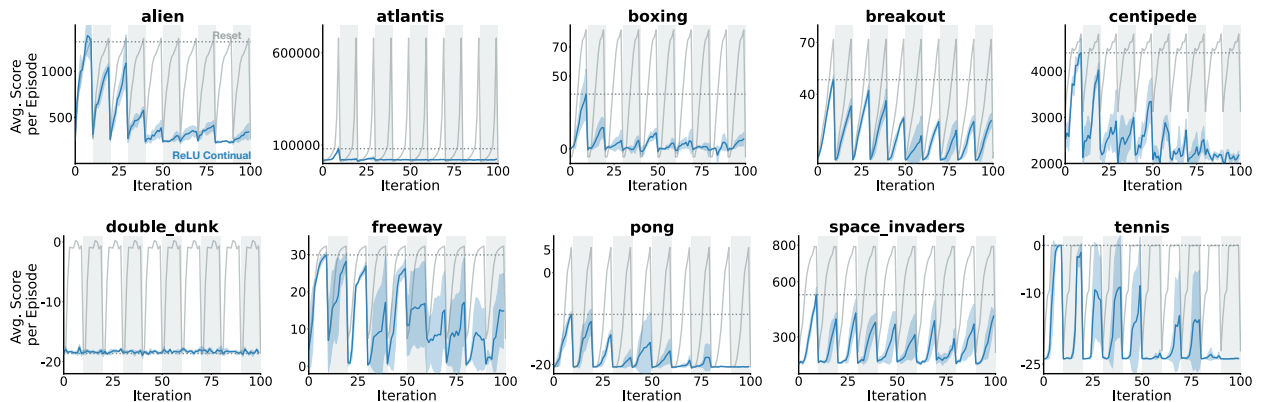 alien
atlantis
boxing
breakout
centipede
Avg. Score
per Episode
1000
500
Reset
ReLU Continual
0 25 50 75 100
Iteration
600000
100000
0 25 50 75 100
Iteration
80
50
0
0 25 50 75 100
Iteration
72
40
0 25 50 75 100
Iteration
4000
3000
2000
0 25 50 75 100
Iteration
double_dunk
freeway
pong
space_invaders
tennis
Avg. Score
per Episode
0
-10
-20
0 25 50 75 100
Iteration
30
20
10
0
0 25 50 75 100
Iteration
5
0
-20
0 25 50 75 100
Iteration
800
600
300
0 25 50 75 100
Iteration
0
-10
-25
0 25 50 75 100
Iteration